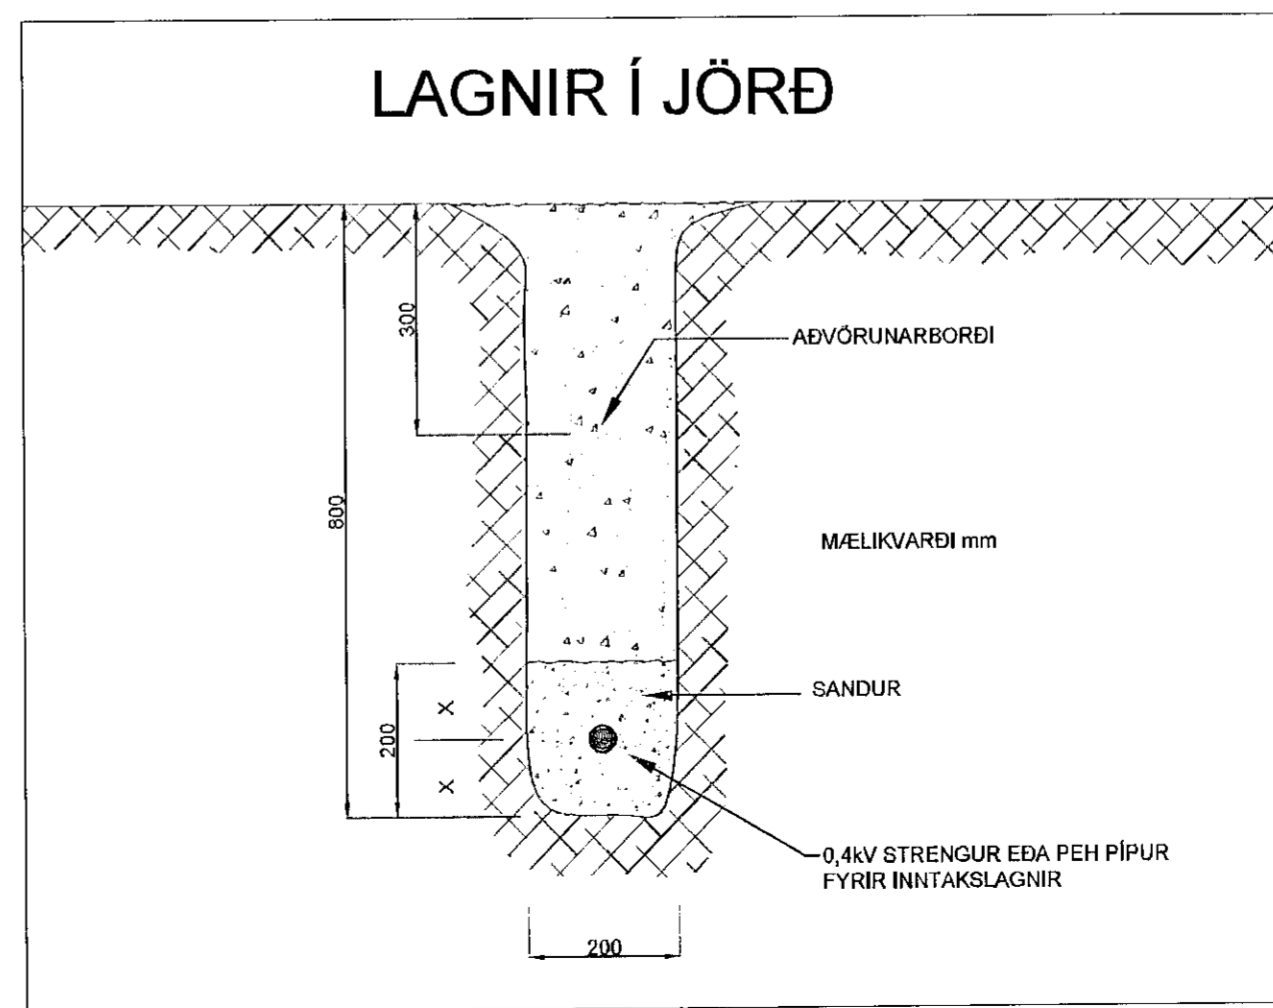 LAGNIR Í JÖRÐ
300
AÐVÖRUNARBORÐI
800
MÆLIKVARÐI mm
X
SANDUR
200
X
0,4kV STRENGUR EÐA PEH PÍPUR
FYRIR INNTAKSLAGNIR
200